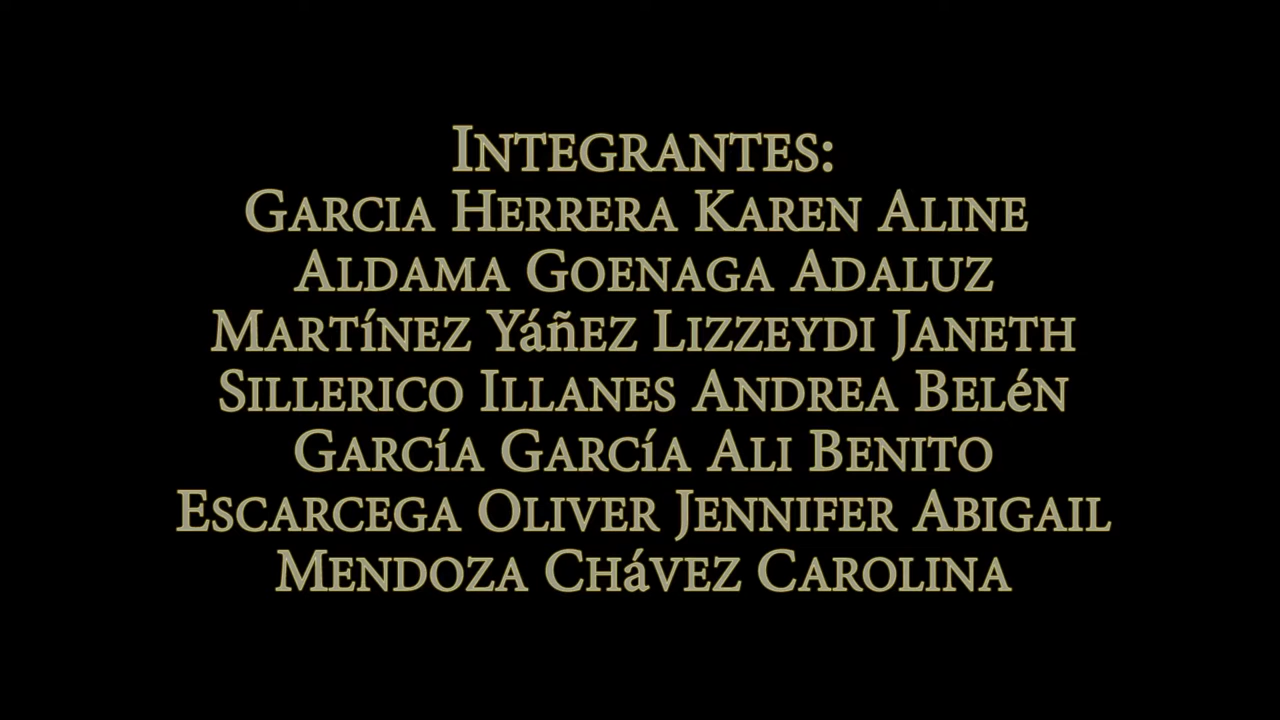 Integrantes:
Garcia Herrera Karen Aline
Aldama Goenaga Adaluz
Martínez Yáñez Lizzeydi Janeth
Sillerico Illanes Andrea Belén
García García Ali Benito
Escarcega Oliver Jennifer Abigail
Mendoza Chávez Carolina